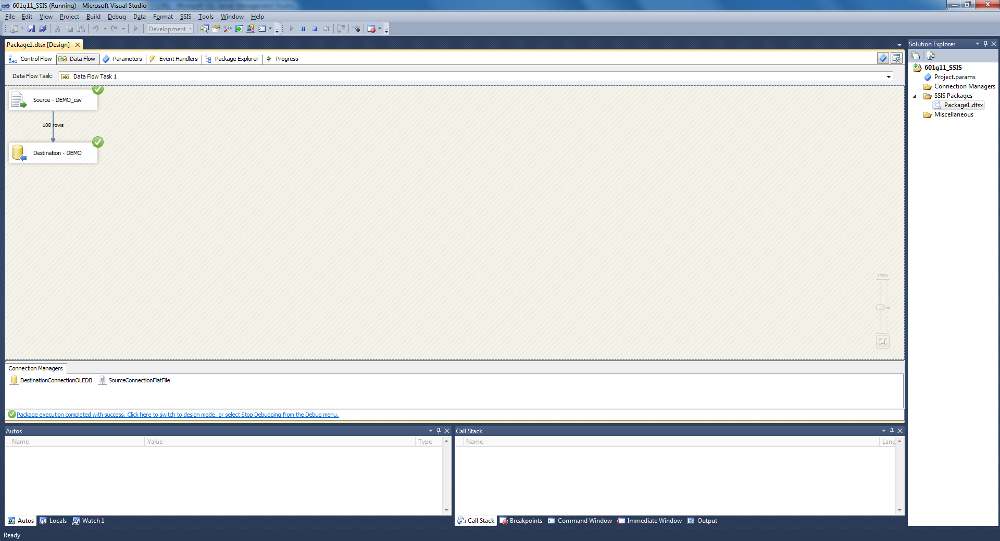 601g11_SSIS (Running) - Microsoft Visual Studio
File Edit View Project Build Debug Data Format SSIS Tools Window Help
Development
Package1.dtsx [Design]
Control Flow Data Flow Parameters Event Handlers Package Explorer Progress
Data Flow Task: Data Flow Task 1
Source - DEMO_csv
108 rows
Destination - DEMO
100%
Connection Managers
DestinationConnectionOLEDB SourceConnectionFlatFile
Package execution completed with success. Click here to switch to design mode, or select Stop Debugging from the Debug menu.
Autos
Name Value Type
Autos Locals Watch 1
Call Stack
Name Lang
Call Stack Breakpoints Command Window Immediate Window Output
Solution Explorer
601g11_SSIS
Project.params
Connection Managers
SSIS Packages
Package1.dtsx
Miscellaneous
Ready